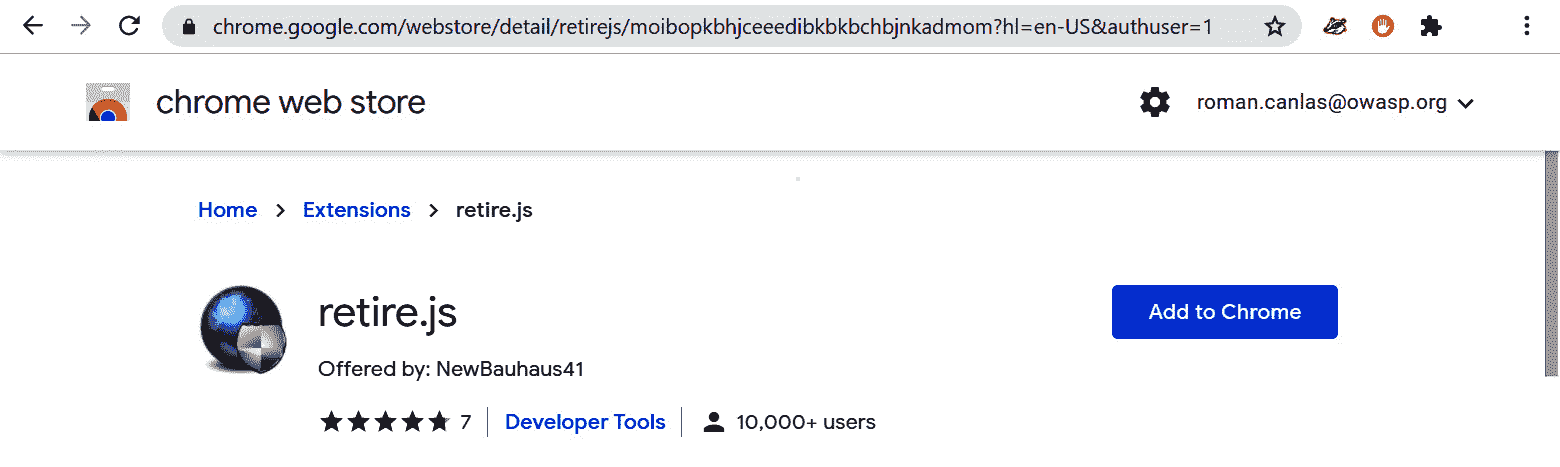 chrome.google.com/webstore/detail/retirejs/moibopkbhjceeedibkbkbchbjnkadmom?hl=en-US&authuser=1
chrome web store
roman.canlas@owasp.org
Home > Extensions > retire.js
retire.js
Add to Chrome
Offered by: NewBauhaus41
7 | Developer Tools | 10,000+ users